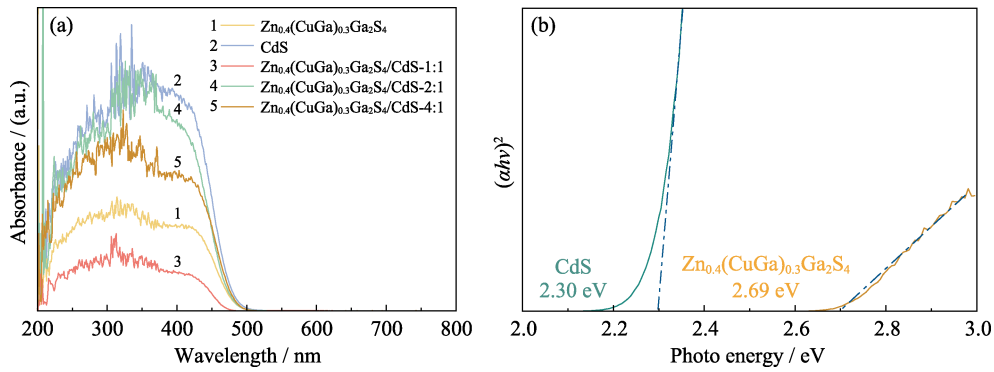 (a)
1 Zn0.4(CuGa)0.3Ga2S4
2 CdS
3 Zn0.4(CuGa)0.3Ga2S4/CdS-1:1
4 Zn0.4(CuGa)0.3Ga2S4/CdS-2:1
5 Zn0.4(CuGa)0.3Ga2S4/CdS-4:1
2
4
5
1
3
Absorbance / (a.u.)
200 300 400 500 600 700 800
Wavelength / nm
(b)
(αhν)2
CdS
2.30 eV
Zn0.4(CuGa)0.3Ga2S4
2.69 eV
2.0 2.2 2.4 2.6 2.8 3.0
Photo energy / eV